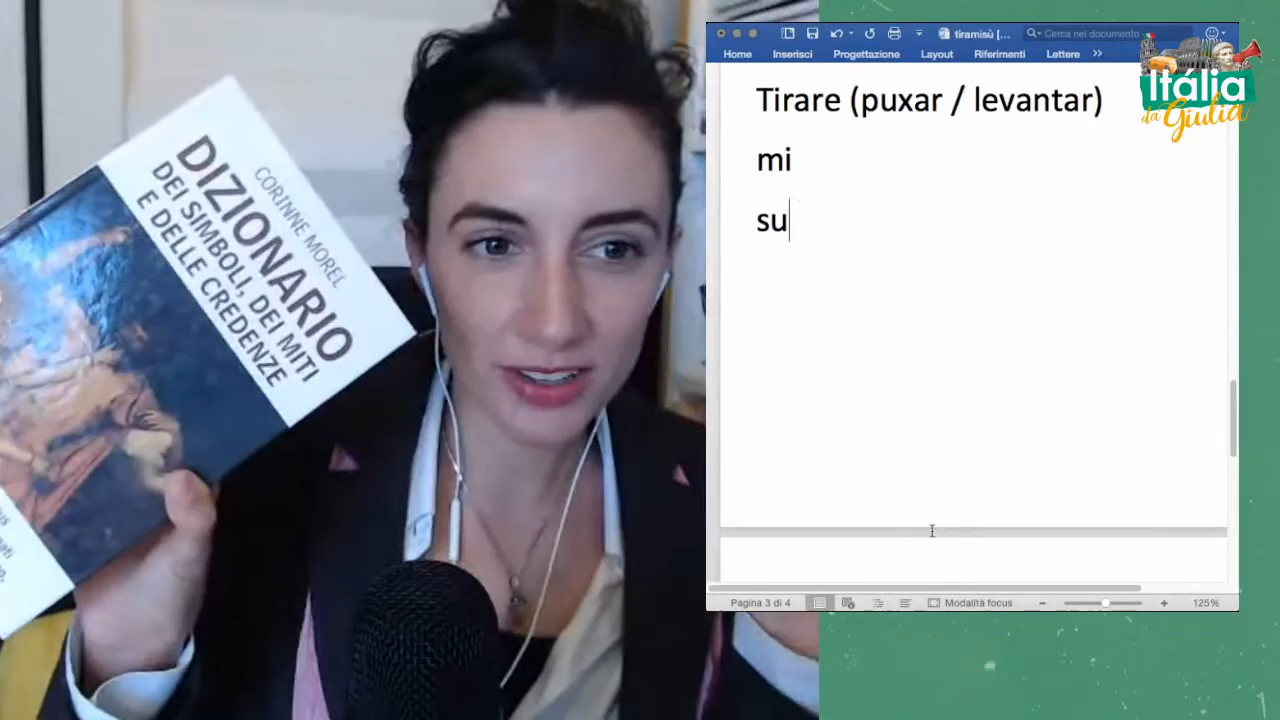 CORINNE MOREL
DIZIONARIO
DEI SIMBOLI, DEI MITI
E DELLE CREDENZE
tiramisù [...
Cerca nel documento
Home Inserisci Progettazione Layout Riferimenti Lettere >>
Itália
da Giulia
Tirare (puxar / levantar)
mi
su
Pagina 3 di 4 Modalità focus 125%